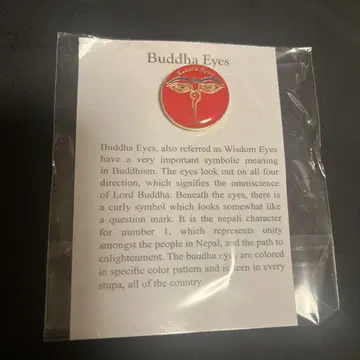 Buddha Eyes
Buddha Eyes, also referred as Wisdom Eyes
have a very important symbolic meaning
in Buddhism. The eyes look out on all four
direction, which signifies the omniscience
of Lord Buddha. Beneath the eyes, there is
a curly symbol which looks somewhat like
a question mark. It is the nepali character
for number 1, which represents unity
amongst the people in Nepal, and the path to
enlightenment. The buddha eyes are colored
in specific color pattern and is seen in every
stupa, all of the country.